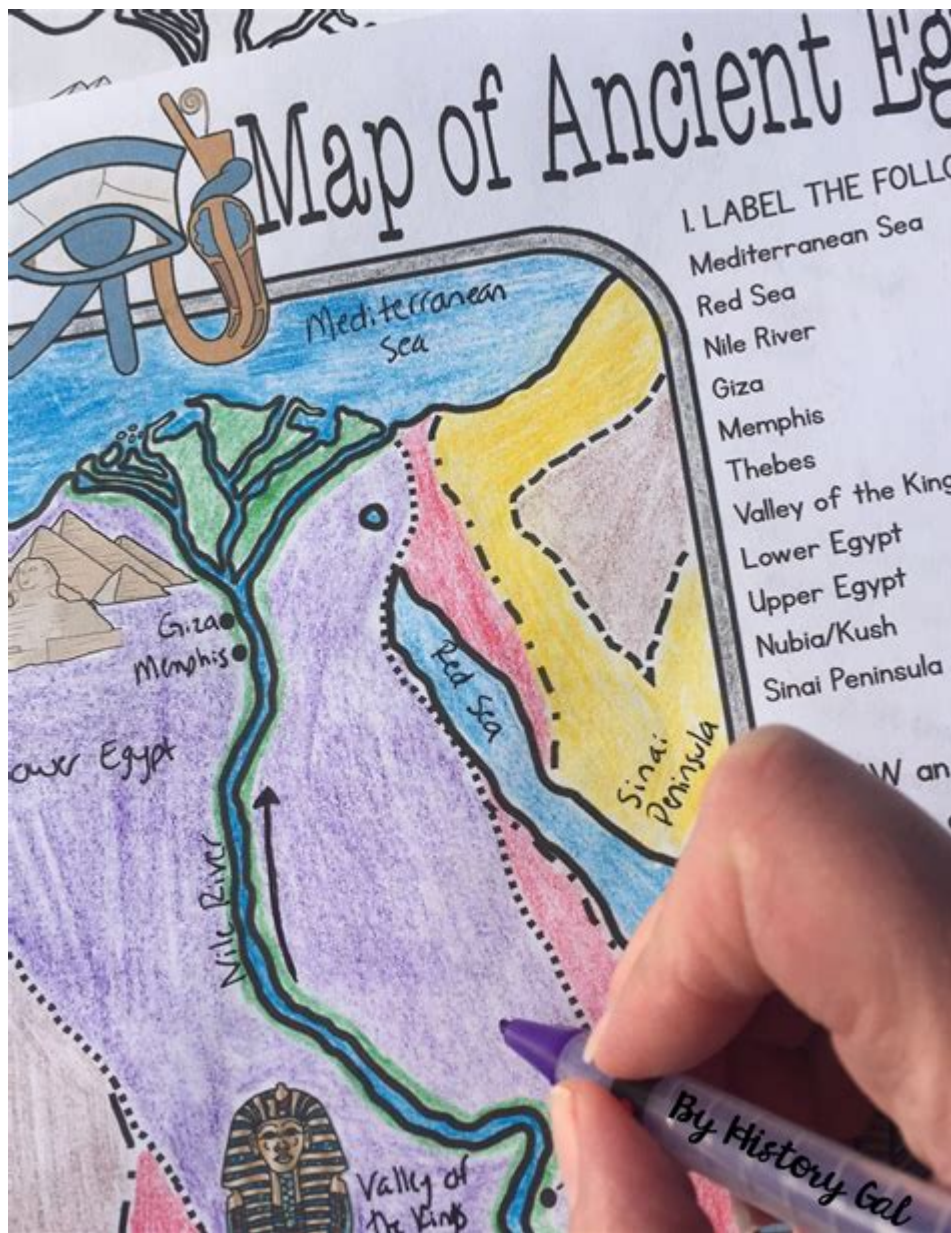 Map of Ancient Eg
I. LABEL THE FOLLO
Mediterranean Sea
Red Sea
Nile River
Giza
Memphis
Thebes
Valley of the King
Lower Egypt
Upper Egypt
Nubia/Kush
Sinai Peninsula
W an
Mediterranean
sea
Giza
Memphis
ower Egypt
Nile River
Red Sea
Sinai
Peninsula
Valley of
the Kings
By History Gal